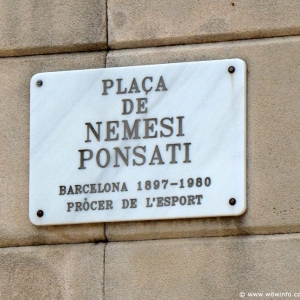 PLAÇA
DE
NEMESI
PONSATI
BARCELONA 1897-1980
PRÒCER DE L'ESPORT